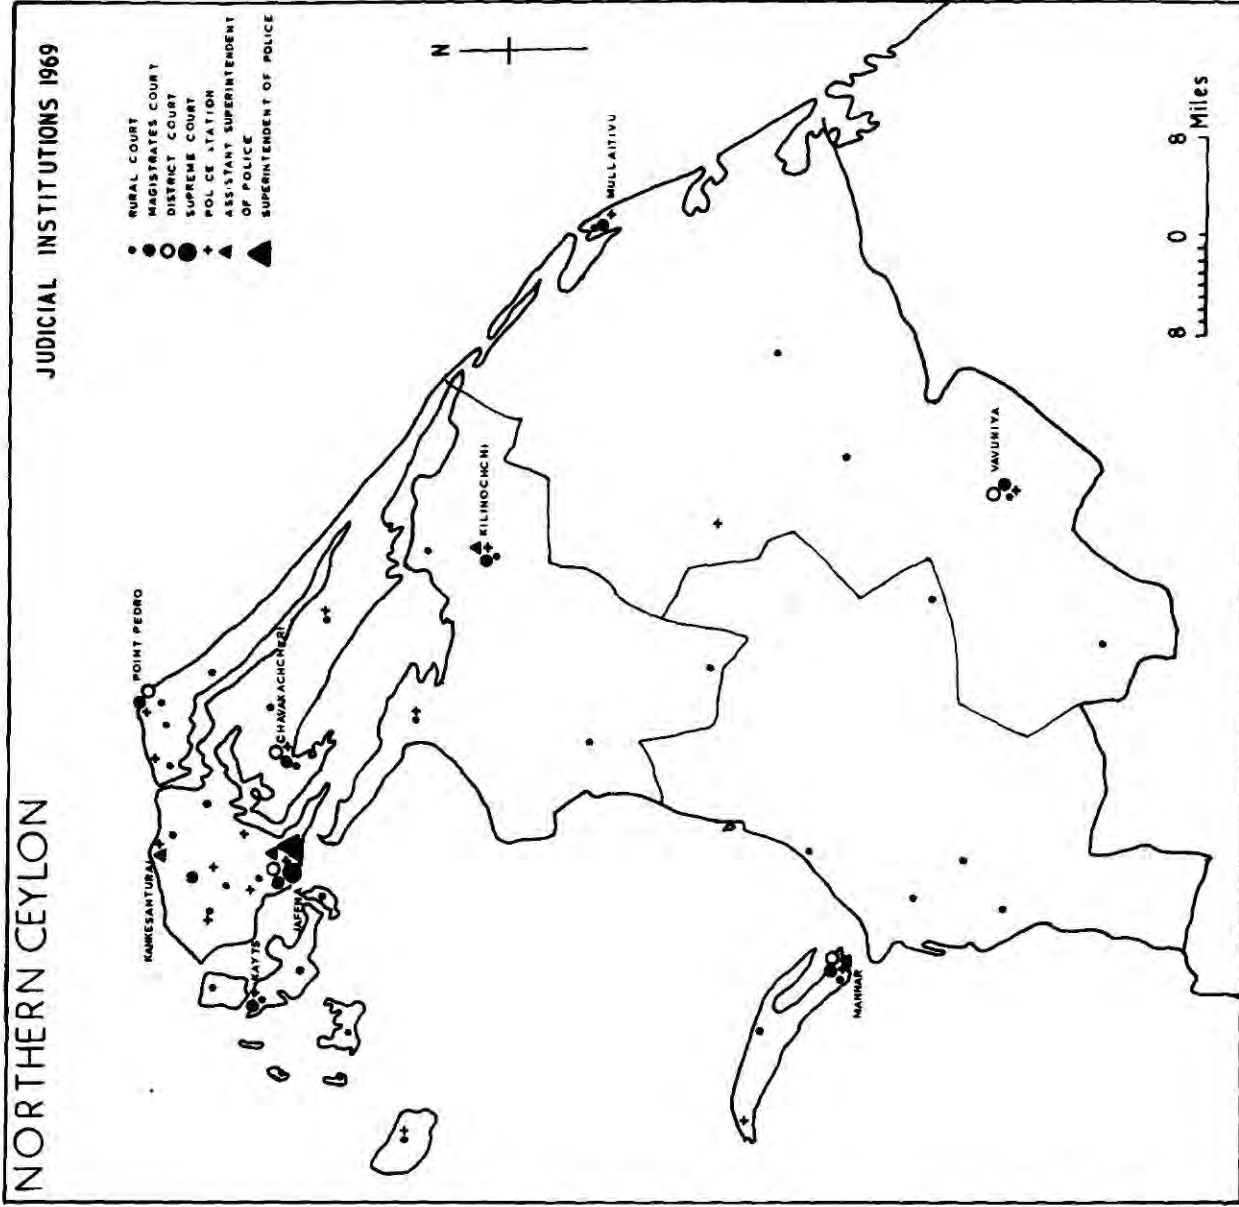 NORTHERN CEYLON
JUDICIAL INSTITUTIONS 1969
RURAL COURT
MAGISTRATES COURT
DISTRICT COURT
SUPREME COURT
POLICE STATION
ASSISTANT SUPERINTENDENT
OF POLICE
SUPERINTENDENT OF POLICE
N
POINT PEDRO
KANKESANTURAI
CHAVAKACHCHERI
KAYTS
JAFFNA
KILINOCHCHI
MULLAITIVU
MANNAR
VAVUNIYA
8 0 8
Miles